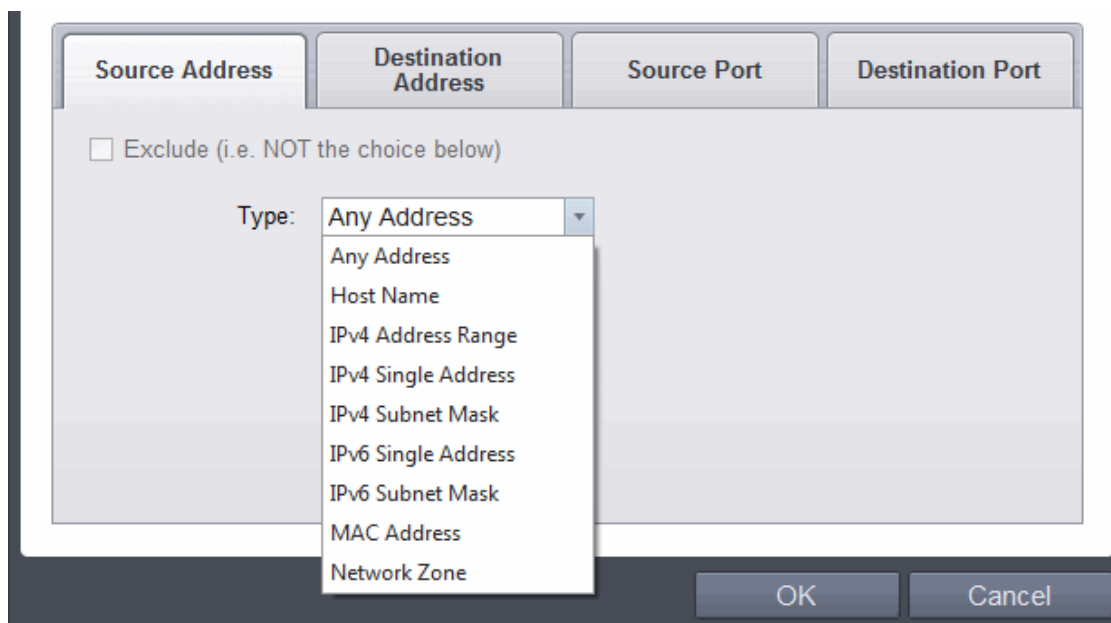 Source Address
Destination
Address
Source Port
Destination Port
Exclude (i.e. NOT the choice below)
Type:
Any Address
Any Address
Host Name
IPv4 Address Range
IPv4 Single Address
IPv4 Subnet Mask
IPv6 Single Address
IPv6 Subnet Mask
MAC Address
Network Zone
OK
Cancel